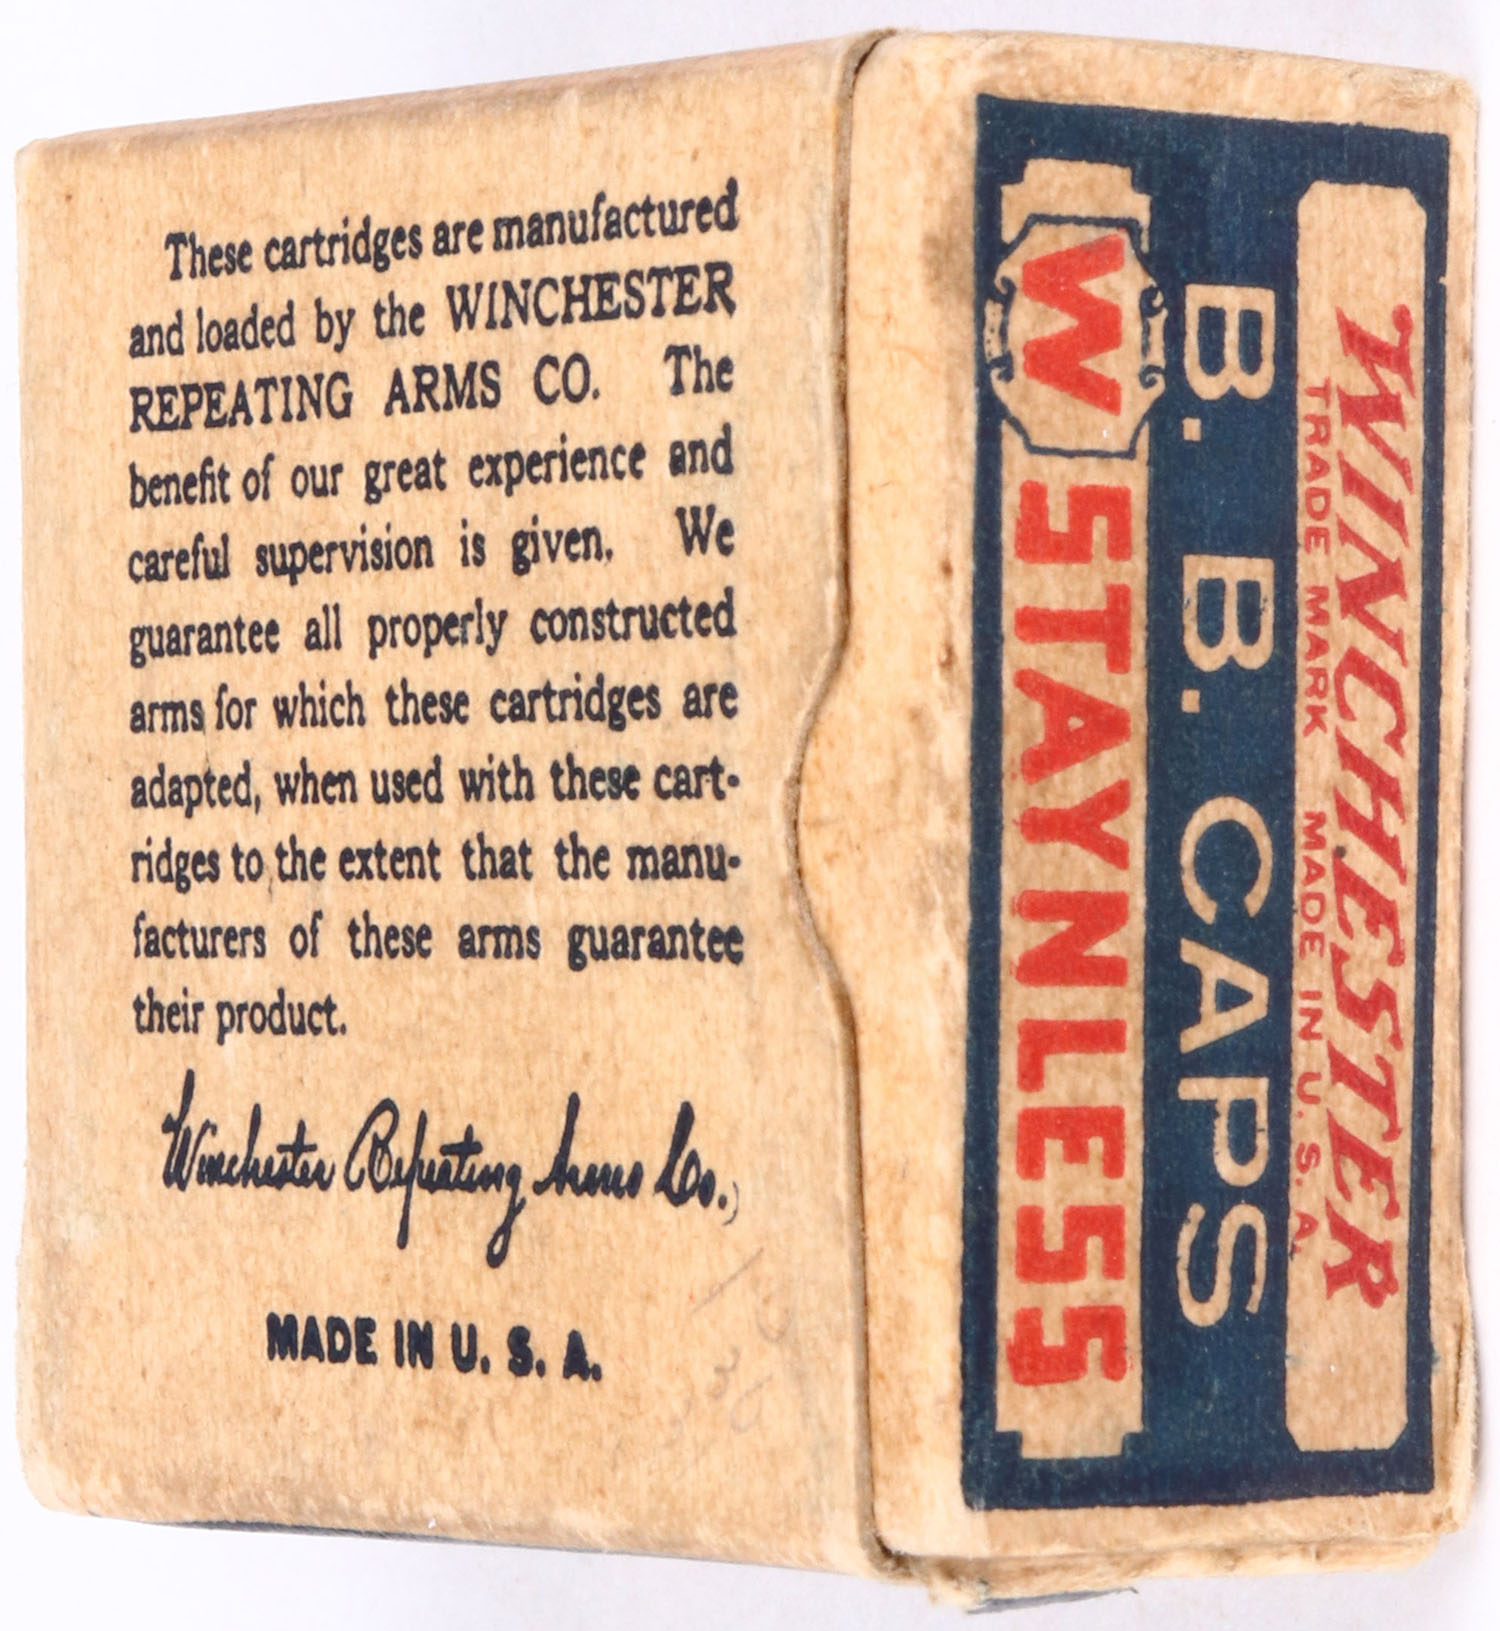 These cartridges are manufactured
and loaded by the WINCHESTER
REPEATING ARMS CO. The
benefit of our great experience and
careful supervision is given. We
guarantee all properly constructed
arms for which these cartridges are
adapted, when used with these cart-
ridges to the extent that the manu-
facturers of these arms guarantee
their product.
Winchester Repeating Arms Co.
MADE IN U. S. A.
WINCHESTER
TRADE MARK MADE IN U. S. A.
B. B. CAPS
W STAYNLESS